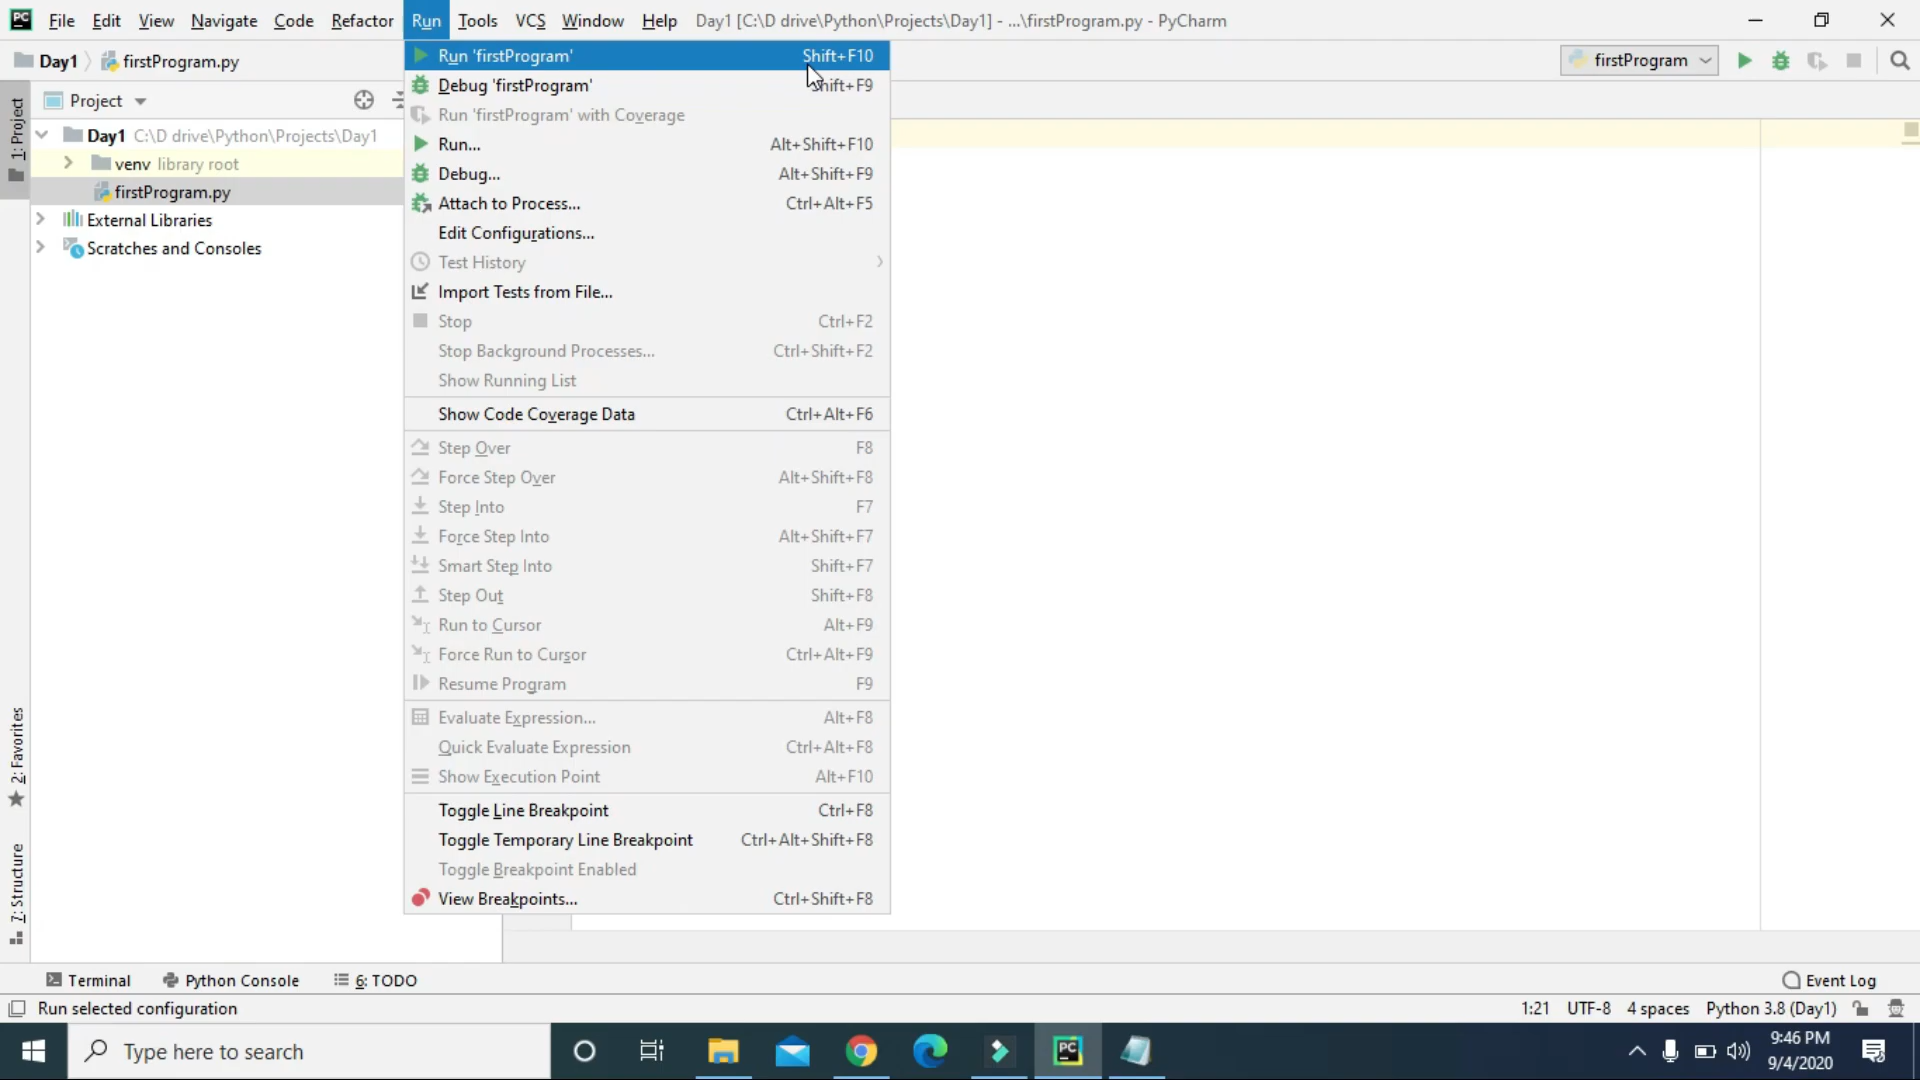 PC File Edit View Navigate Code Refactor Run Tools VCS Window Help Day1 [C:\D drive\Python\Projects\Day1] - ...\firstProgram.py - PyCharm
Day1 firstProgram.py
firstProgram
1: Project
Project
Day1 C:\D drive\Python\Projects\Day1
venv library root
firstProgram.py
External Libraries
Scratches and Consoles
Run 'firstProgram' Shift+F10
Debug 'firstProgram' Shift+F9
Run 'firstProgram' with Coverage
Run... Alt+Shift+F10
Debug... Alt+Shift+F9
Attach to Process... Ctrl+Alt+F5
Edit Configurations...
Test History
Import Tests from File...
Stop Ctrl+F2
Stop Background Processes... Ctrl+Shift+F2
Show Running List
Show Code Coverage Data Ctrl+Alt+F6
Step Over F8
Force Step Over Alt+Shift+F8
Step Into F7
Force Step Into Alt+Shift+F7
Smart Step Into Shift+F7
Step Out Shift+F8
Run to Cursor Alt+F9
Force Run to Cursor Ctrl+Alt+F9
Resume Program F9
Evaluate Expression... Alt+F8
Quick Evaluate Expression Ctrl+Alt+F8
Show Execution Point Alt+F10
Toggle Line Breakpoint Ctrl+F8
Toggle Temporary Line Breakpoint Ctrl+Alt+Shift+F8
Toggle Breakpoint Enabled
View Breakpoints... Ctrl+Shift+F8
2: Favorites
7: Structure
Terminal Python Console 6: TODO Event Log
Run selected configuration 1:21 UTF-8 4 spaces Python 3.8 (Day1)
Type here to search PC 9:46 PM
9/4/2020